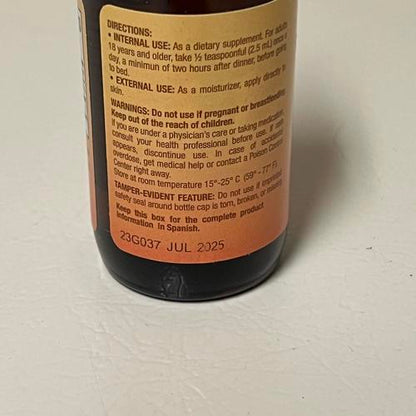 DIRECTIONS:
• INTERNAL USE: As a dietary supplement. For adults
18 years and older, take ½ teaspoonful (2.5 mL) once a
day, a minimun of two hours after dinner, before going
to bed.
• EXTERNAL USE: As a moisturizer, apply directly to
skin.
WARNINGS: Do not use if pregnant or breastfeeding.
Keep out of the reach of children.
If you are under a physician's care or taking medication,
consult your health professional before use. If rash
appears, discontinue use. In case of accidental
overdose, get medical help or contact a Poison Control
Center right away.
Store at room temperature 15°-25° C (59° - 77° F).
TAMPER-EVIDENT FEATURE: Do not use if imprinted
safety seal around bottle cap is torn, broken, or missing.
Keep this box for the complete product
information in Spanish.
23G037 JUL 2025